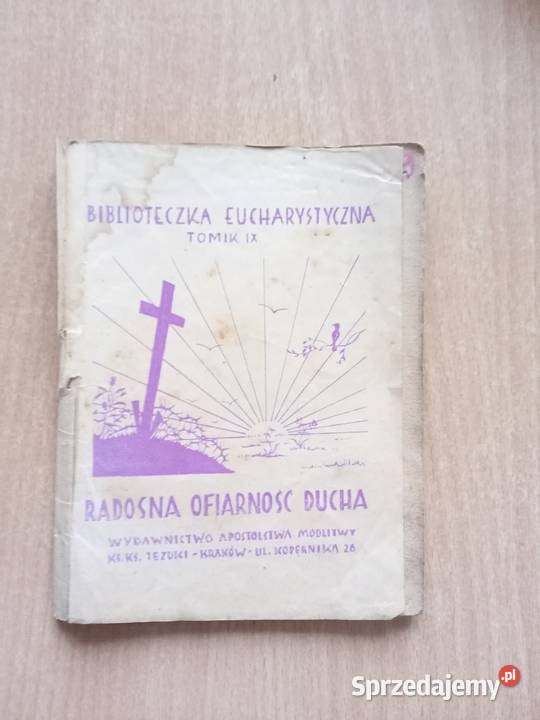 BIBLIOTECZKA EUCHARYSTYCZNA
TOMIK IX
RADOSNA OFIARNOSC DUCHA
WYDAWNICTWO APOSTOLSTWA MODLITWY
KS.KS. JEZUICI - KRAKÓW - UL. KOPERNIKA 26
Sprzedajemy.pl